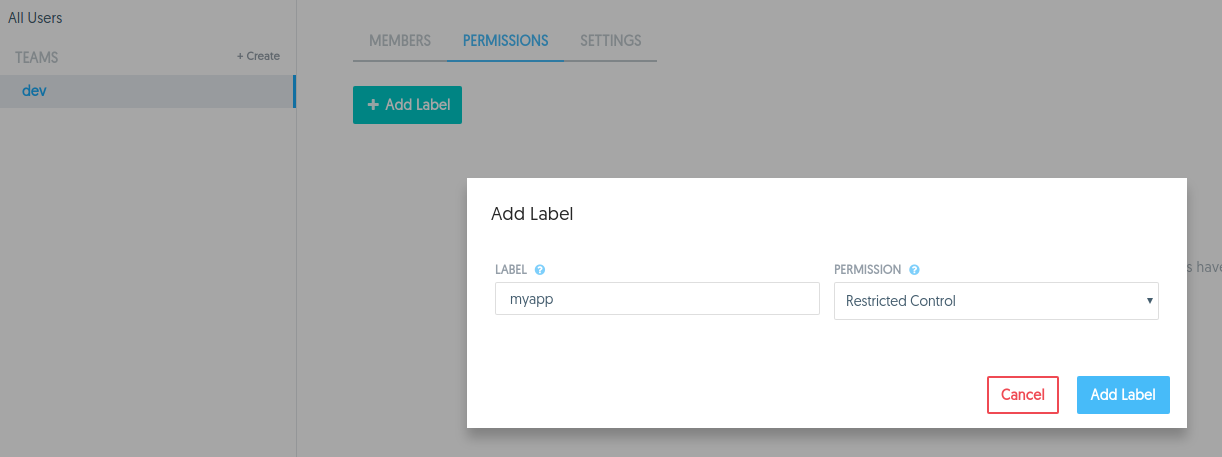 All Users
TEAMS + Create
dev
MEMBERS PERMISSIONS SETTINGS
+ Add Label
Add Label
LABEL ? PERMISSION ?
myapp Restricted Control
s have
Cancel Add Label